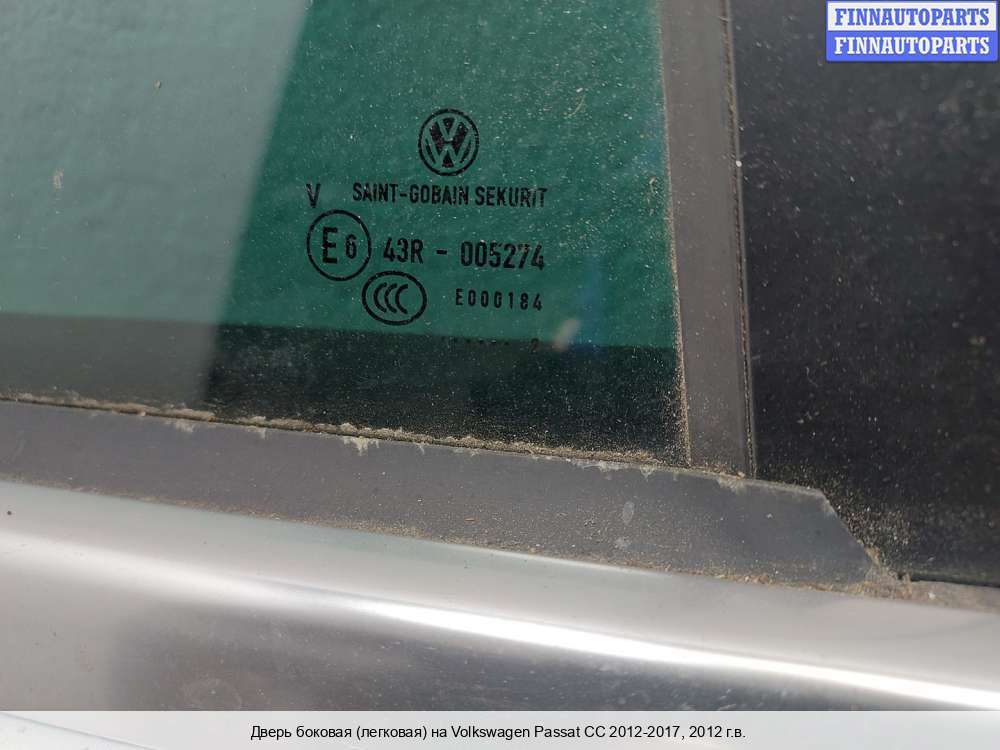 FINNAUTOPARTS
FINNAUTOPARTS
V SAINT-GOBAIN SEKURIT
E6 43R - 005274
CCC E000184
...... 2
Дверь боковая (легковая) на Volkswagen Passat CC 2012-2017, 2012 г.в.